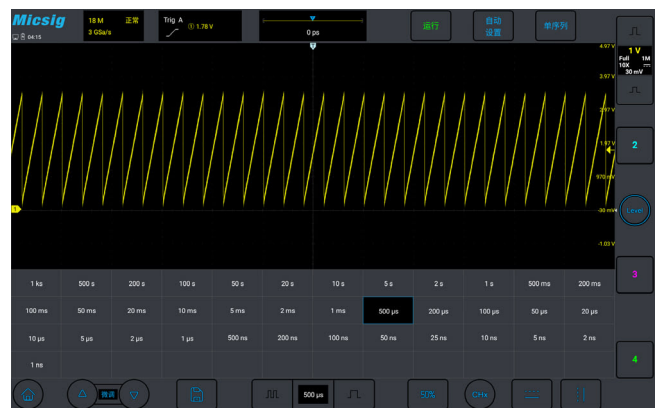 Micsig
18 M 正常
3 GSa/s
Trig A ① 1.78 V
0 ps
运行
自动
设置
单序列
04:15
T
4.97 V
3.97 V
2.97 V
1.97 V
970 mV
-30 mV
-1.03 V
1 V
Full 1M
10X
30 mV
2
Level
3
4
1
1 ks 500 s 200 s 100 s 50 s 20 s 10 s 5 s 2 s 1 s 500 ms 200 ms
100 ms 50 ms 20 ms 10 ms 5 ms 2 ms 1 ms 500 µs 200 µs 100 µs 50 µs 20 µs
10 µs 5 µs 2 µs 1 µs 500 ns 200 ns 100 ns 50 ns 25 ns 10 ns 5 ns 2 ns
1 ns
微调
500 µs
50%
CHx